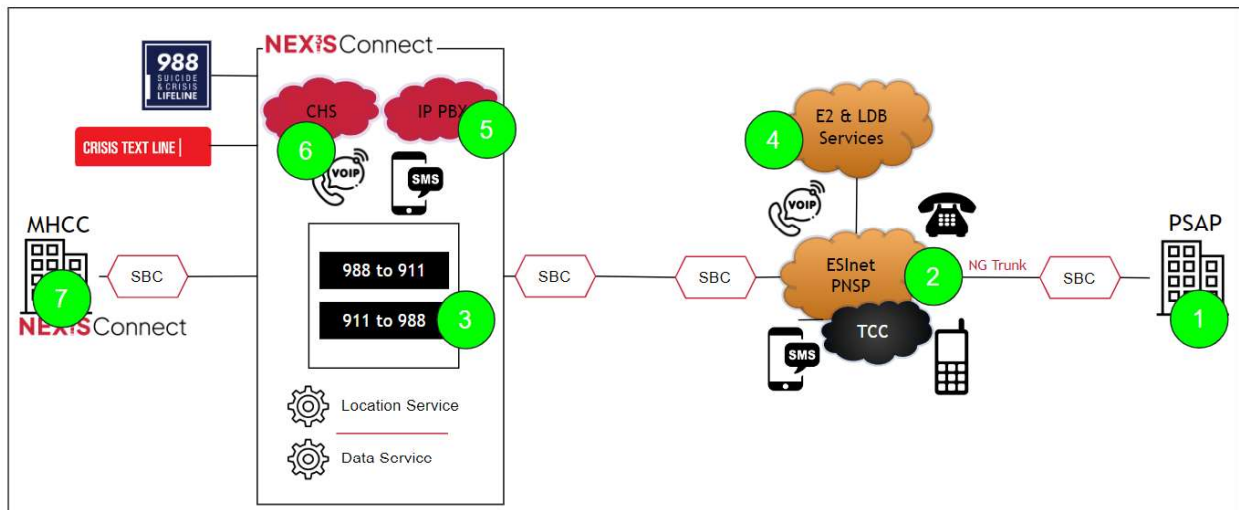 NEXiS Connect
988
SUICIDE
& CRISIS
LIFELINE
CHS
IP PBX
5
6
VOIP
SMS
CRISIS TEXT LINE |
E2 & LDB
Services
4
VOIP
MHCC
SBC
7
NEXiS Connect
988 to 911
911 to 988
3
SBC
SBC
ESInet
PNSP
2
NG Trunk
SBC
PSAP
1
TCC
SMS
Location Service
Data Service